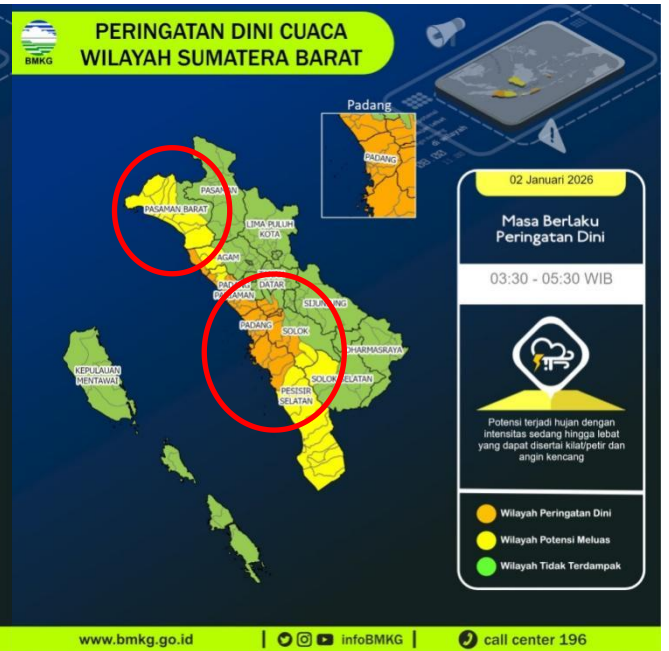 BMKG
PERINGATAN DINI CUACA
WILAYAH SUMATERA BARAT
Padang
PADANG
PASAMAN
PASAMAN BARAT
LIMA PULUH
KOTA
AGAM
DATAR
PADANG
PARIAMAN
SIJUNJUNG
PADANG
SOLOK
DHARMASRAYA
KEPULAUAN
MENTAWAI
SOLOK SELATAN
PESISIR
SELATAN
02 Januari 2026
Masa Berlaku
Peringatan Dini
03:30 - 05:30 WIB
Potensi terjadi hujan dengan
intensitas sedang hingga lebat
yang dapat disertai kilat/petir dan
angin kencang
Wilayah Peringatan Dini
Wilayah Potensi Meluas
Wilayah Tidak Terdampak
www.bmkg.go.id
infoBMKG
call center 196